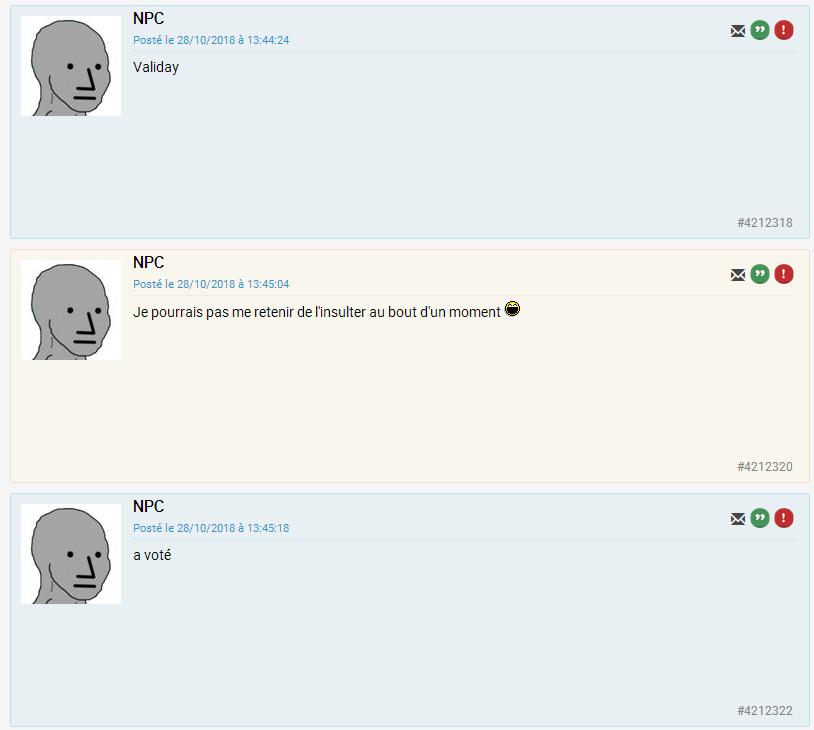 NPC
Posté le 28/10/2018 à 13:44:24
Validay
#4212318
NPC
Posté le 28/10/2018 à 13:45:04
Je pourrais pas me retenir de l'insulter au bout d'un moment
#4212320
NPC
Posté le 28/10/2018 à 13:45:18
a voté
#4212322